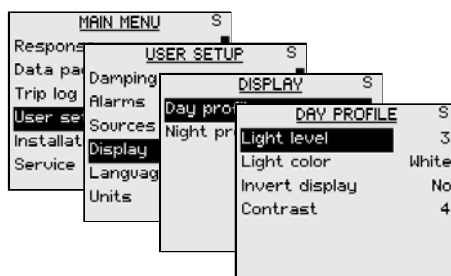 MAIN MENU S
Respons
Data pa
Trip log
User se
Installat
Service
USER SETUP S
Damping
Alarms
Sources
Display
Languag
Units
DISPLAY S
Day pro
Night pr
DAY PROFILE S
Light level 3
Light color White
Invert display No
Contrast 4